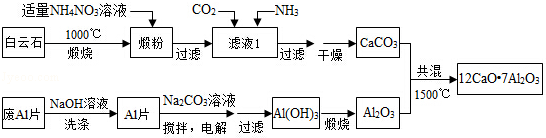 适量NH4NO3溶液 CO2 NH3
白云石 1000℃ 煅烧 煅粉 过滤 滤液1 过滤 干燥 CaCO3
共混 1500℃ 12CaO•7Al2O3
废Al片 NaOH溶液 洗涤 Al片 Na2CO3溶液 搅拌，电解 过滤 Al(OH)3 煅烧 Al2O3